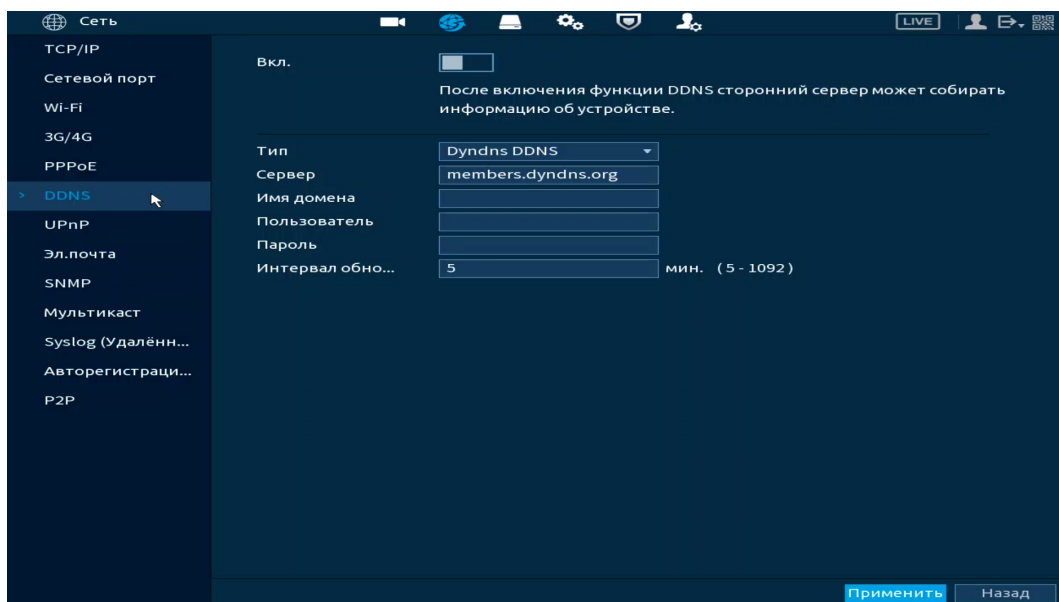 Сеть
LIVE
TCP/IP
Сетевой порт
Wi-Fi
3G/4G
PPPoE
DDNS
UPnP
Эл.почта
SNMP
Мультикаст
Syslog (Удалённ...
Авторегистраци...
P2P
Вкл.
После включения функции DDNS сторонний сервер может собирать
информацию об устройстве.
Тип Dyndns DDNS
Сервер members.dyndns.org
Имя домена
Пользователь
Пароль
Интервал обно... 5 мин. (5-1092)
Применить Назад